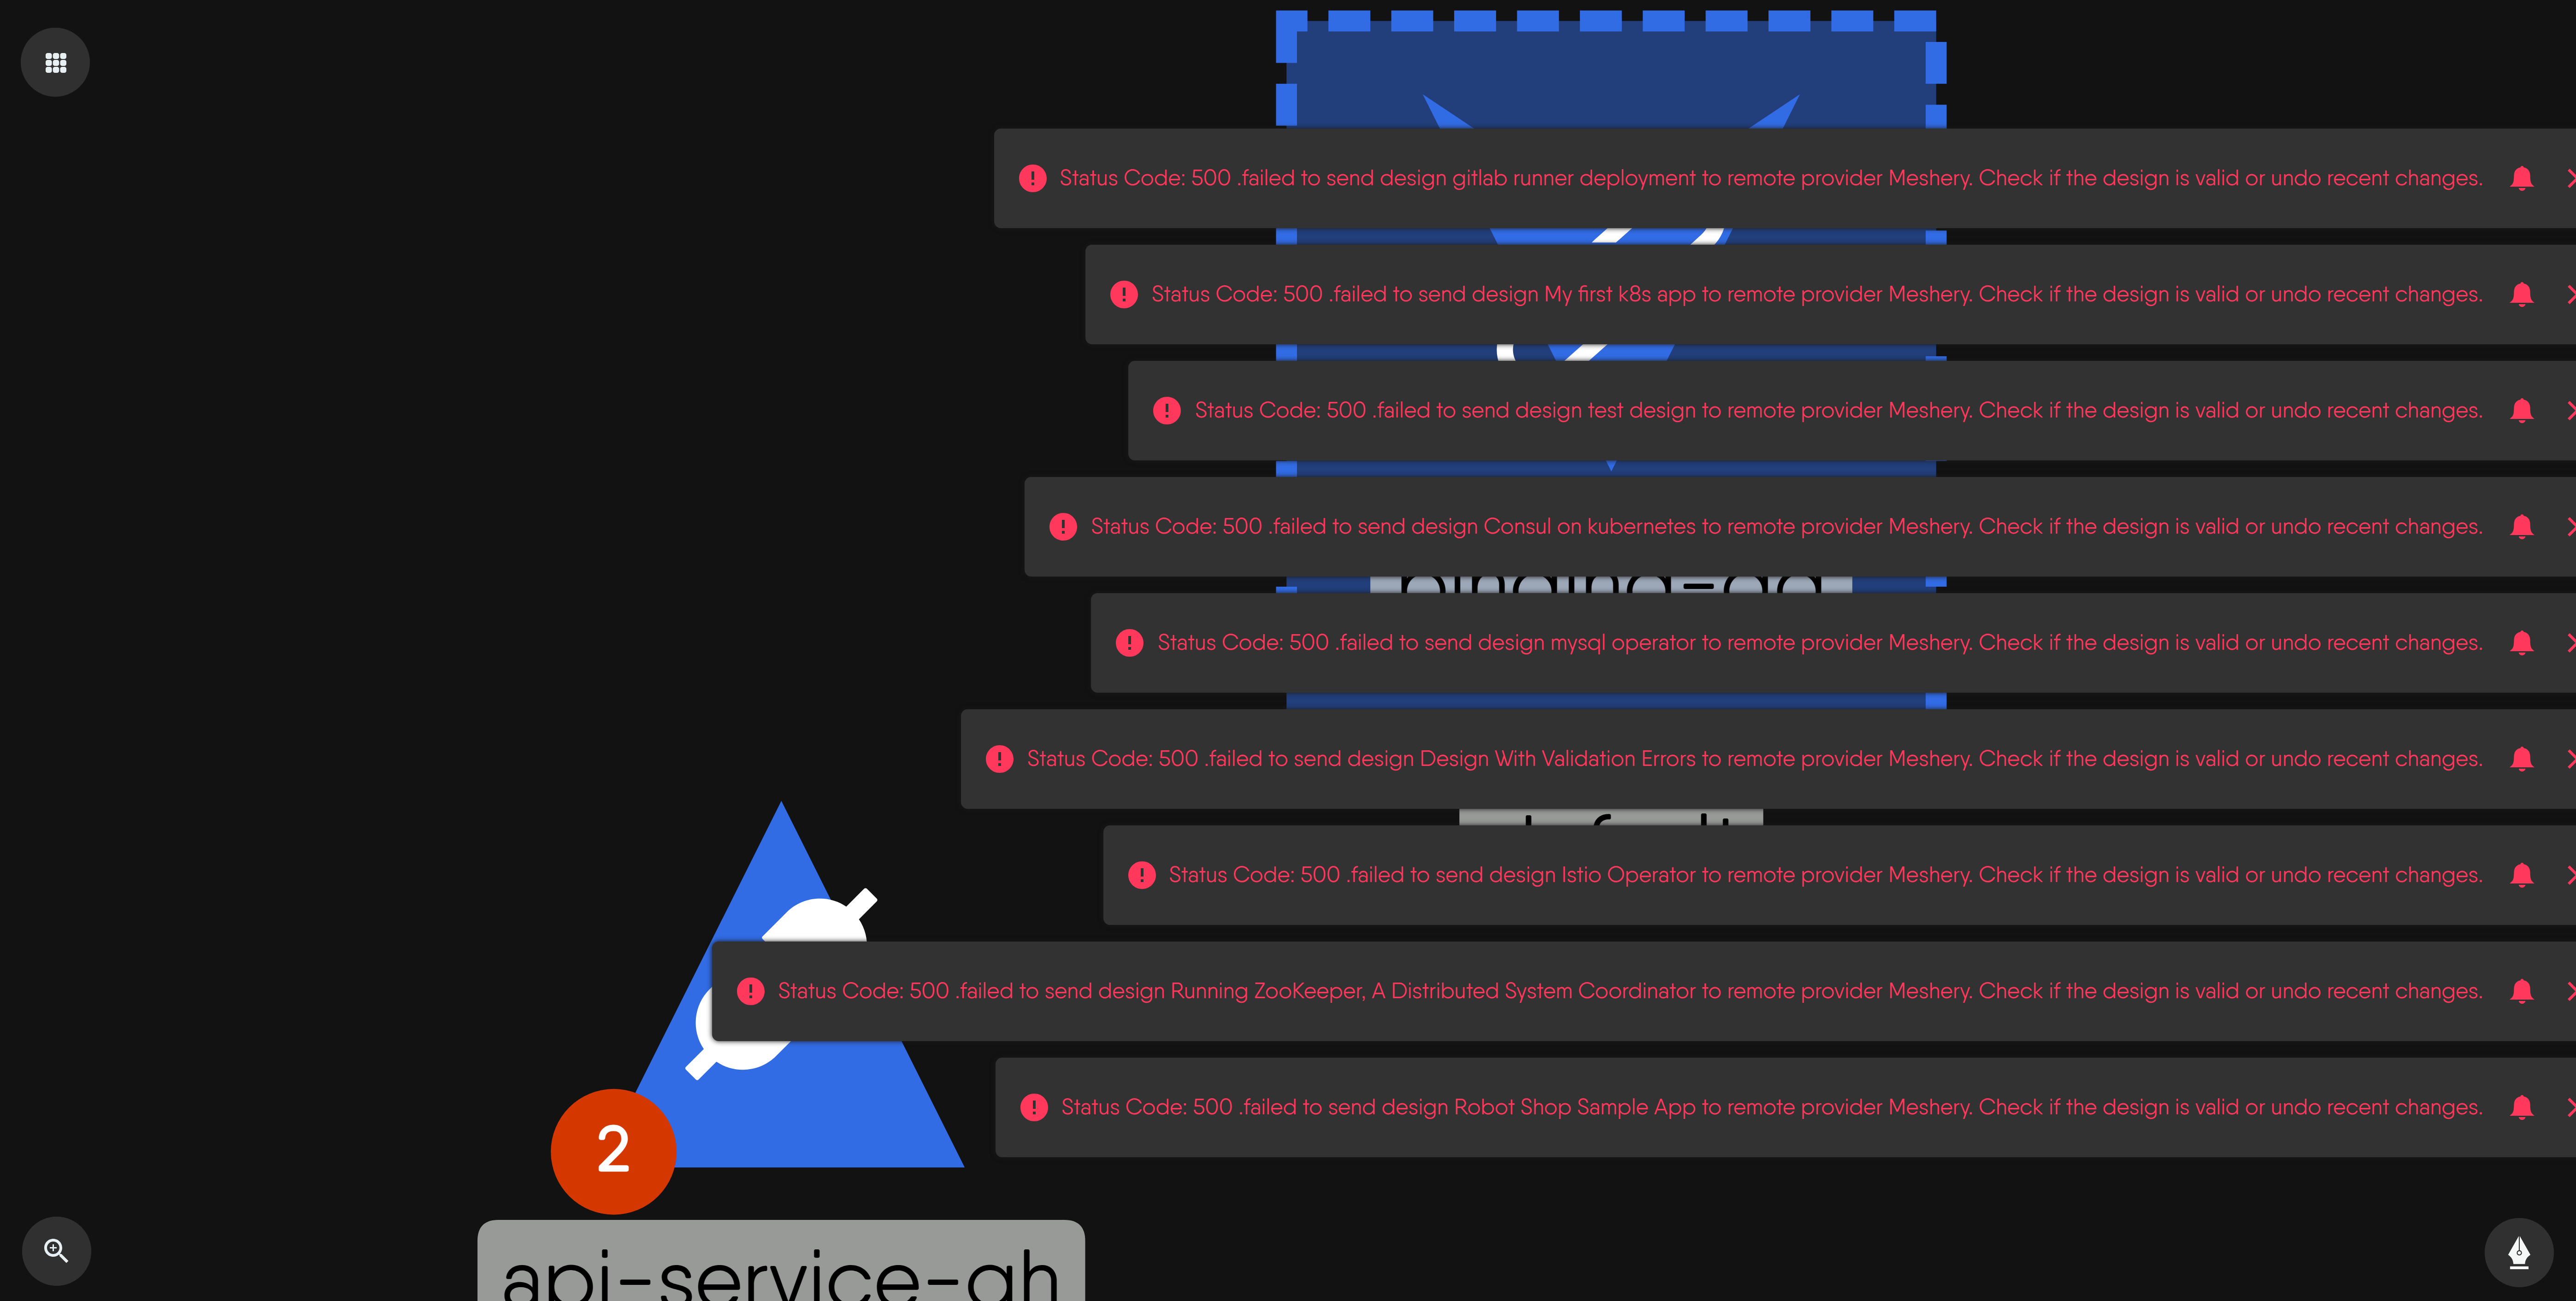 Status Code: 500 .failed to send design gitlab runner deployment to remote provider Meshery. Check if the design is valid or undo recent changes.
Status Code: 500 .failed to send design My first k8s app to remote provider Meshery. Check if the design is valid or undo recent changes.
Status Code: 500 .failed to send design test design to remote provider Meshery. Check if the design is valid or undo recent changes.
Status Code: 500 .failed to send design Consul on kubernetes to remote provider Meshery. Check if the design is valid or undo recent changes.
Status Code: 500 .failed to send design mysql operator to remote provider Meshery. Check if the design is valid or undo recent changes.
Status Code: 500 .failed to send design Design With Validation Errors to remote provider Meshery. Check if the design is valid or undo recent changes.
Status Code: 500 .failed to send design Istio Operator to remote provider Meshery. Check if the design is valid or undo recent changes.
Status Code: 500 .failed to send design Running ZooKeeper, A Distributed System Coordinator to remote provider Meshery. Check if the design is valid or undo recent changes.
Status Code: 500 .failed to send design Robot Shop Sample App to remote provider Meshery. Check if the design is valid or undo recent changes.
2